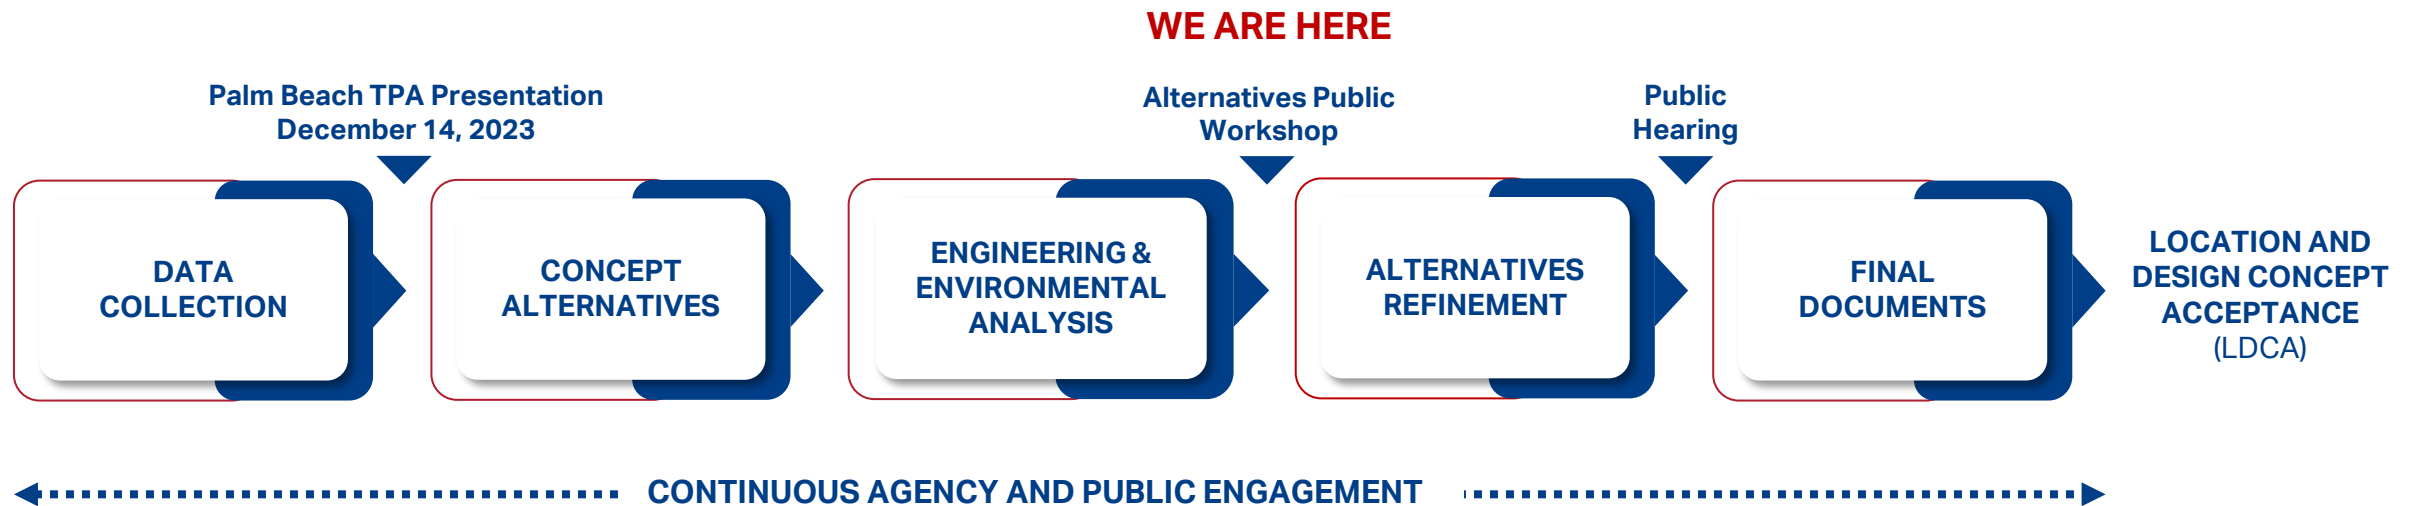 WE ARE HERE
Palm Beach TPA Presentation
December 14, 2023
Alternatives Public
Workshop
Public
Hearing
DATA
COLLECTION
CONCEPT
ALTERNATIVES
ENGINEERING &
ENVIRONMENTAL
ANALYSIS
ALTERNATIVES
REFINEMENT
FINAL
DOCUMENTS
LOCATION AND
DESIGN CONCEPT
ACCEPTANCE
(LDCA)
CONTINUOUS AGENCY AND PUBLIC ENGAGEMENT